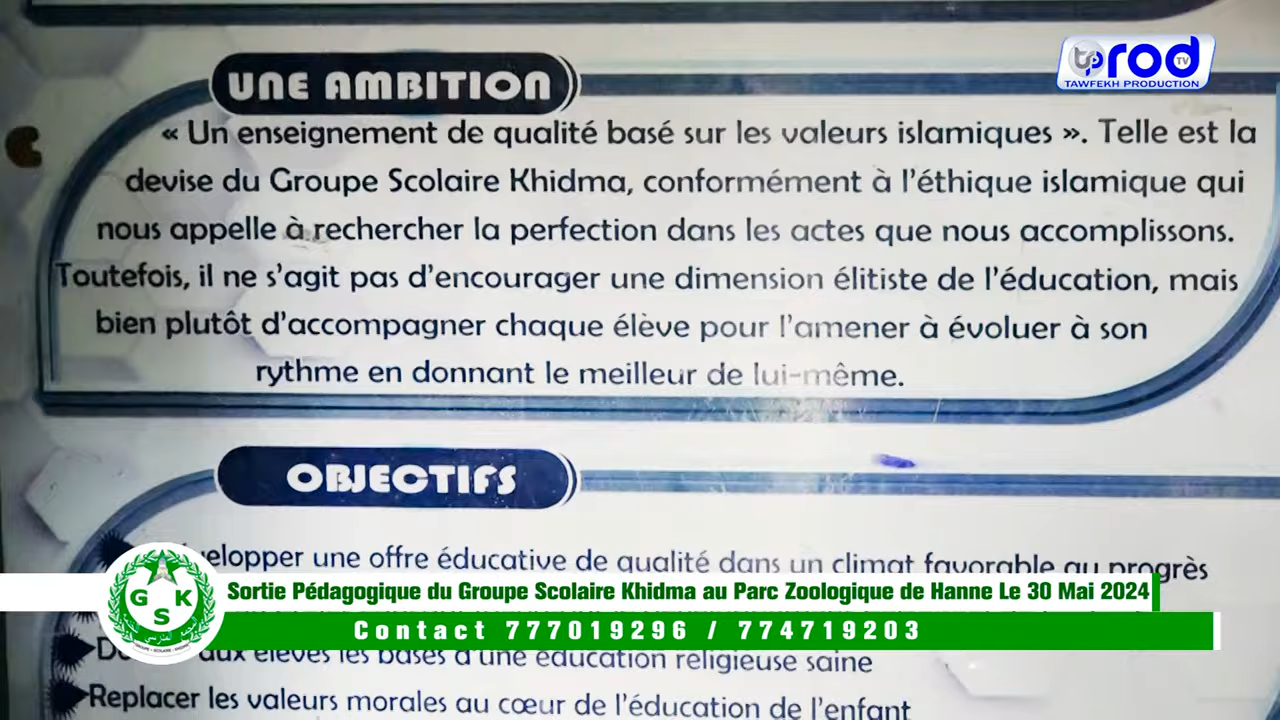 UNE AMBITION
« Un enseignement de qualité basé sur les valeurs islamiques ». Telle est la
devise du Groupe Scolaire Khidma, conformément à l'éthique islamique qui
nous appelle à rechercher la perfection dans les actes que nous accomplissons.
Toutefois, il ne s'agit pas d'encourager une dimension élitiste de l'éducation, mais
bien plutôt d'accompagner chaque élève pour l'amener à évoluer à son
rythme en donnant le meilleur de lui-même.
OBJECTIFS
une offre éducative de qualité dans un climat favorable au progrès
aux élèves les bases d'une éducation religieuse saine
Replacer les valeurs morales au cœur de l'éducation de l'enfant
tp rod TV
TAWFEKH PRODUCTION
GSK
Sortie Pédagogique du Groupe Scolaire Khidma au Parc Zoologique de Hanne Le 30 Mai 2024
Contact 777019296 / 774719203